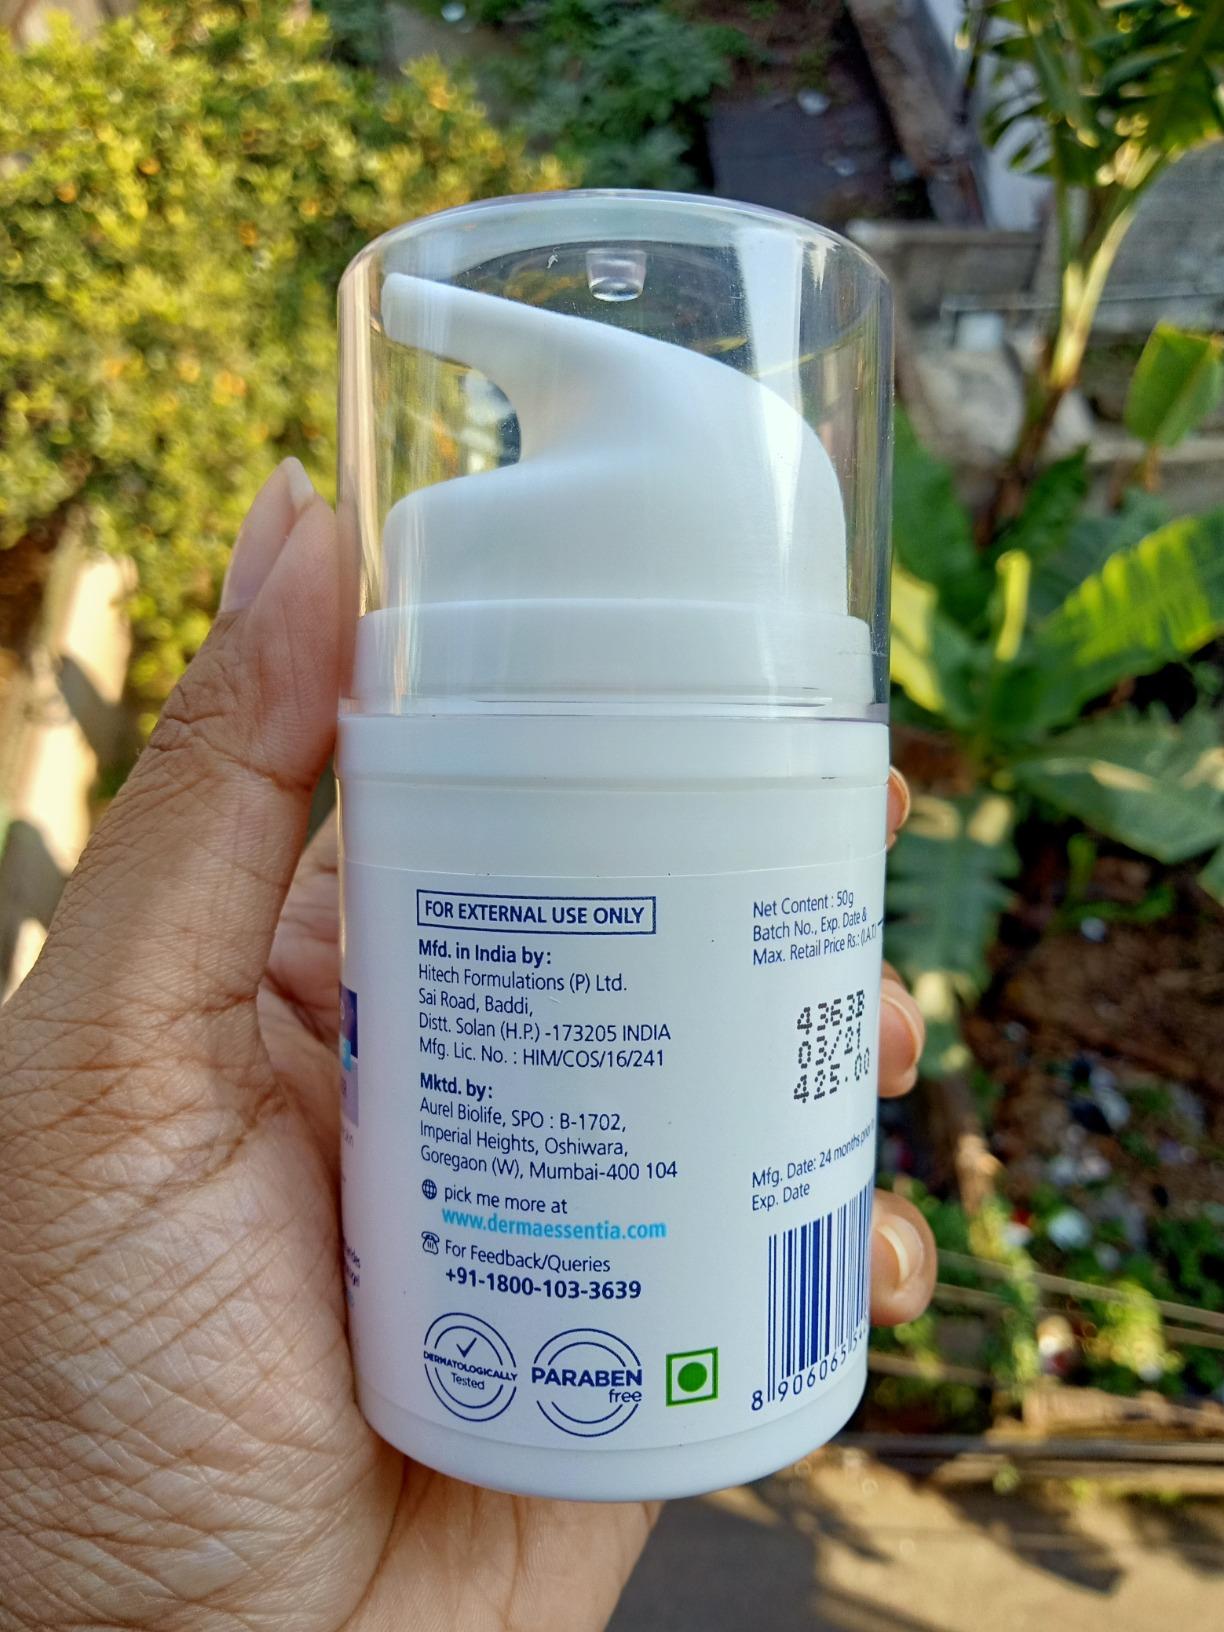 FOR EXTERNAL USE ONLY
Mfd. in India by:
Hitech Formulations (P) Ltd.
Sai Road, Baddi,
Distt. Solan (H.P.) -173205 INDIA
Mfg. Lic. No. : HIM/COS/16/241
Mktd. by:
Aurel Biolife, SPO : B-1702,
Imperial Heights, Oshiwara,
Goregaon (W), Mumbai-400 104
pick me more at
www.dermaessentia.com
For Feedback/Queries
+91-1800-103-3639
DERMATOLOGICALLY
Tested
PARABEN
free
Net Content : 50g
Batch No., Exp. Date &
Max. Retail Price Rs.: (I.A.T.)
4363B
03/21
425.00
Mfg. Date: 24 months
Exp. Date
8 906065